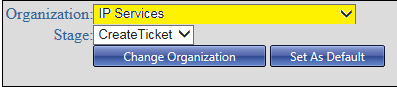 Organization: IP Services
Stage: CreateTicket
Change Organization Set As Default